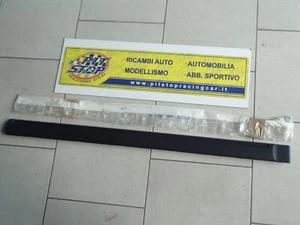 PIT
STOP
·RICAMBI AUTO
·AUTOMOBILIA
·MODELLISMO
·ABB. SPORTIVO
www.pitstopracingcar.it